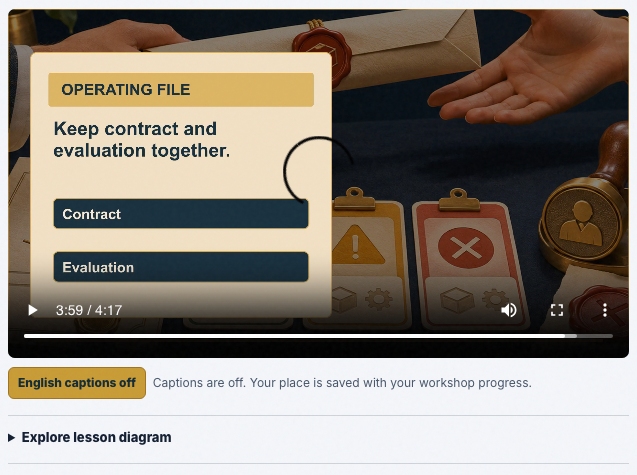 OPERATING FILE
Keep contract and
evaluation together.
Contract
Evaluation
3:59 / 4:17
English captions off
Captions are off. Your place is saved with your workshop progress.
Explore lesson diagram